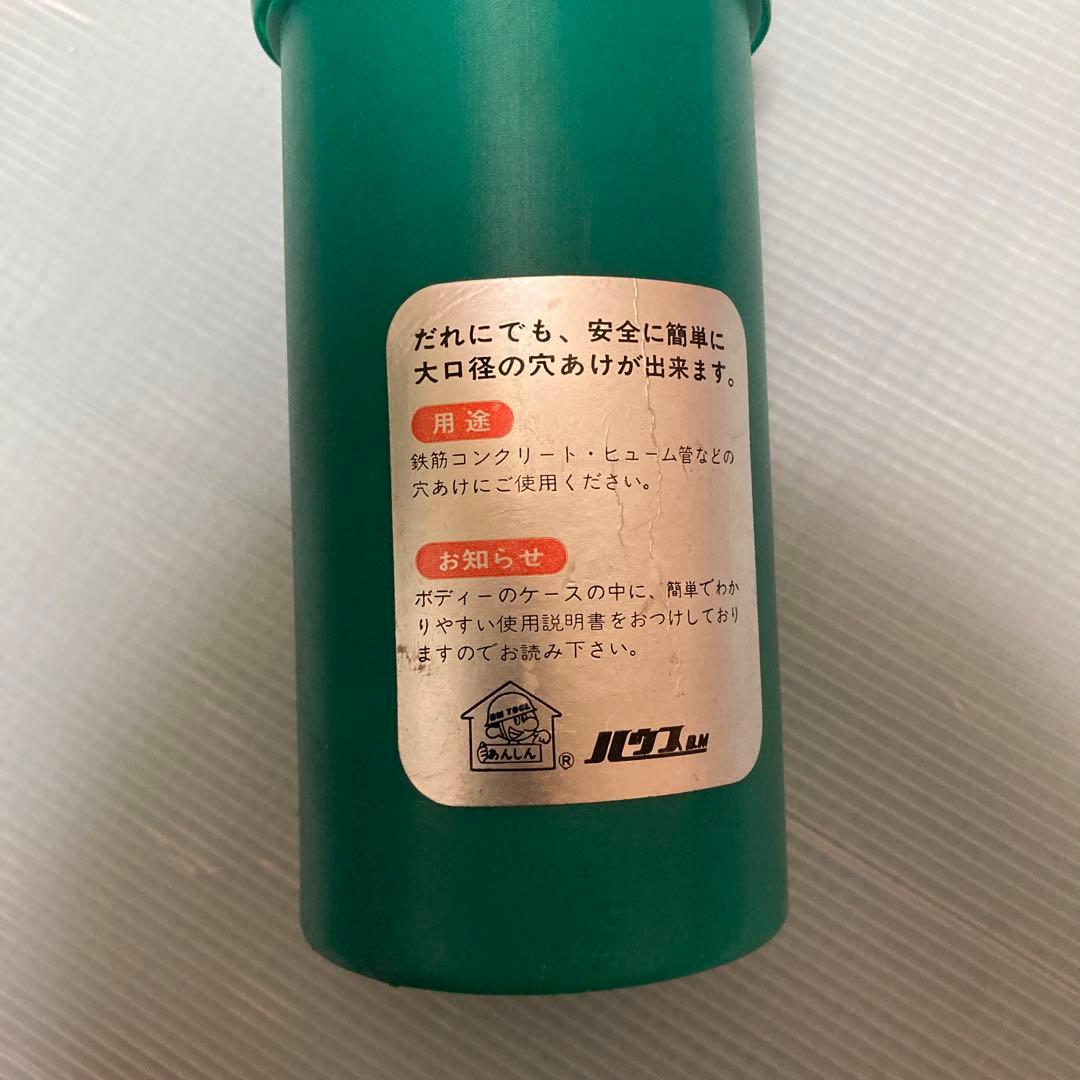 だれにでも、安全に簡単に
大口径の穴あけが出来ます。
用途
鉄筋コンクリート・ヒューム管などの
穴あけにご使用ください。
お知らせ
ボディーのケースの中に、簡単でわか
りやすい使用説明書をおつけしており
ますのでお読み下さい。
BM TOOL
あんしん
® ハウスB.M